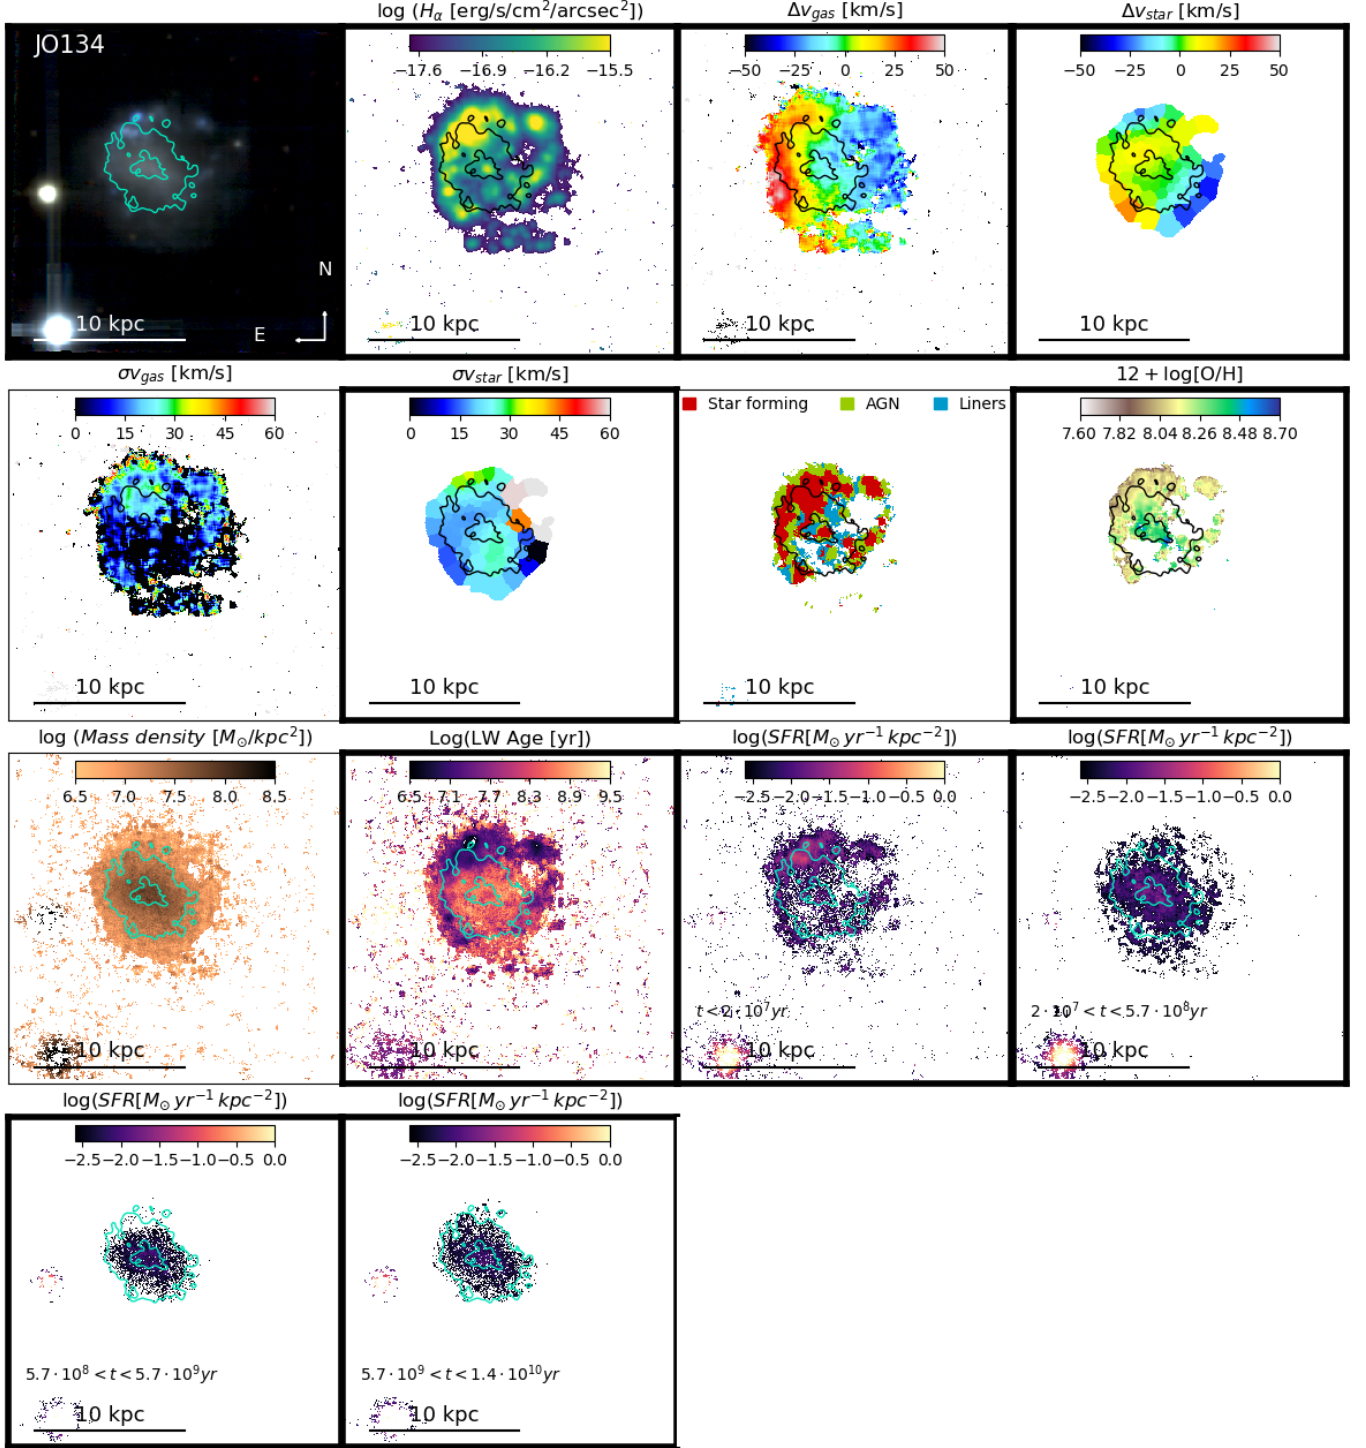 log (Hα [erg/s/cm²/arcsec²])
Δv_gas [km/s]
Δv_star [km/s]
JO134
−17.6 −16.9 −16.2 −15.5
−50 −25 0 25 50
−50 −25 0 25 50
N
E
10 kpc
10 kpc
10 kpc
10 kpc
σv_gas [km/s]
σv_star [km/s]
12 + log[O/H]
0 15 30 45 60
0 15 30 45 60
Star forming AGN Liners
7.60 7.82 8.04 8.26 8.48 8.70
10 kpc
10 kpc
10 kpc
10 kpc
log (Mass density [M⊙/kpc²])
Log(LW Age [yr])
log(SFR[M⊙ yr⁻¹ kpc⁻²])
log(SFR[M⊙ yr⁻¹ kpc⁻²])
6.5 7.0 7.5 8.0 8.5
6.5 7.1 7.7 8.3 8.9 9.5
−2.5 −2.0 −1.5 −1.0 −0.5 0.0
−2.5 −2.0 −1.5 −1.0 −0.5 0.0
t < 2 · 10⁷yr
2 · 10⁷ < t < 5.7 · 10⁸yr
10 kpc
10 kpc
10 kpc
10 kpc
log(SFR[M⊙ yr⁻¹ kpc⁻²])
log(SFR[M⊙ yr⁻¹ kpc⁻²])
−2.5 −2.0 −1.5 −1.0 −0.5 0.0
−2.5 −2.0 −1.5 −1.0 −0.5 0.0
5.7 · 10⁸ < t < 5.7 · 10⁹yr
5.7 · 10⁹ < t < 1.4 · 10¹⁰yr
10 kpc
10 kpc